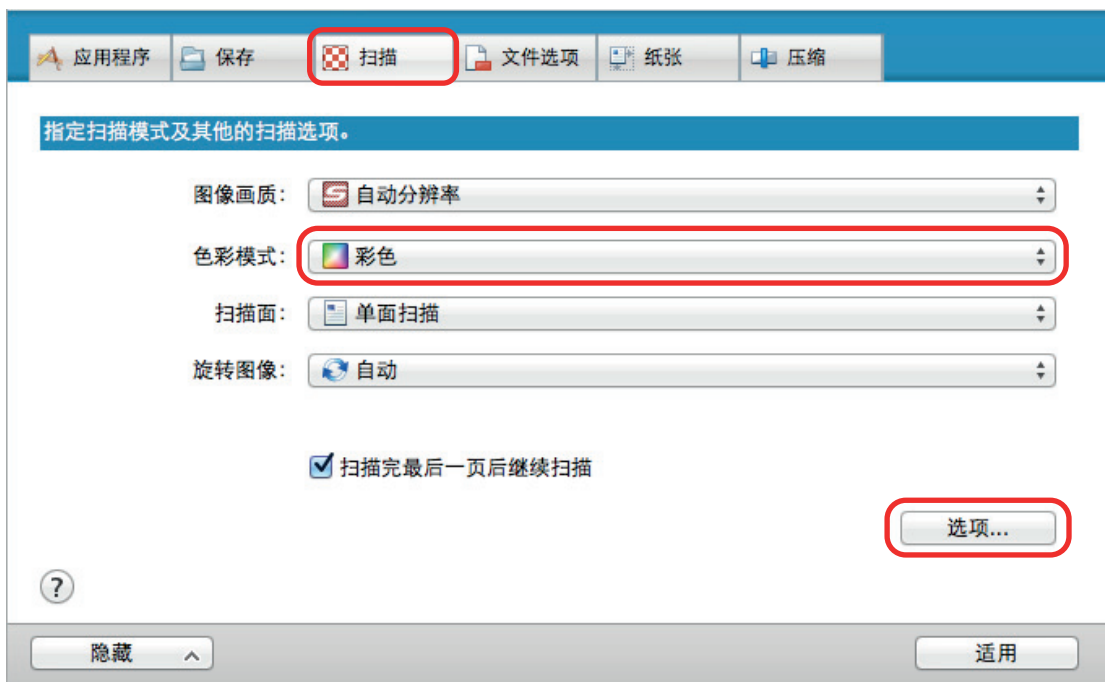 应用程序 保存 扫描 文件选项 纸张 压缩
指定扫描模式及其他的扫描选项。
图像画质: 自动分辨率
色彩模式: 彩色
扫描面: 单面扫描
旋转图像: 自动
扫描完最后一页后继续扫描
选项...
?
隐藏 适用